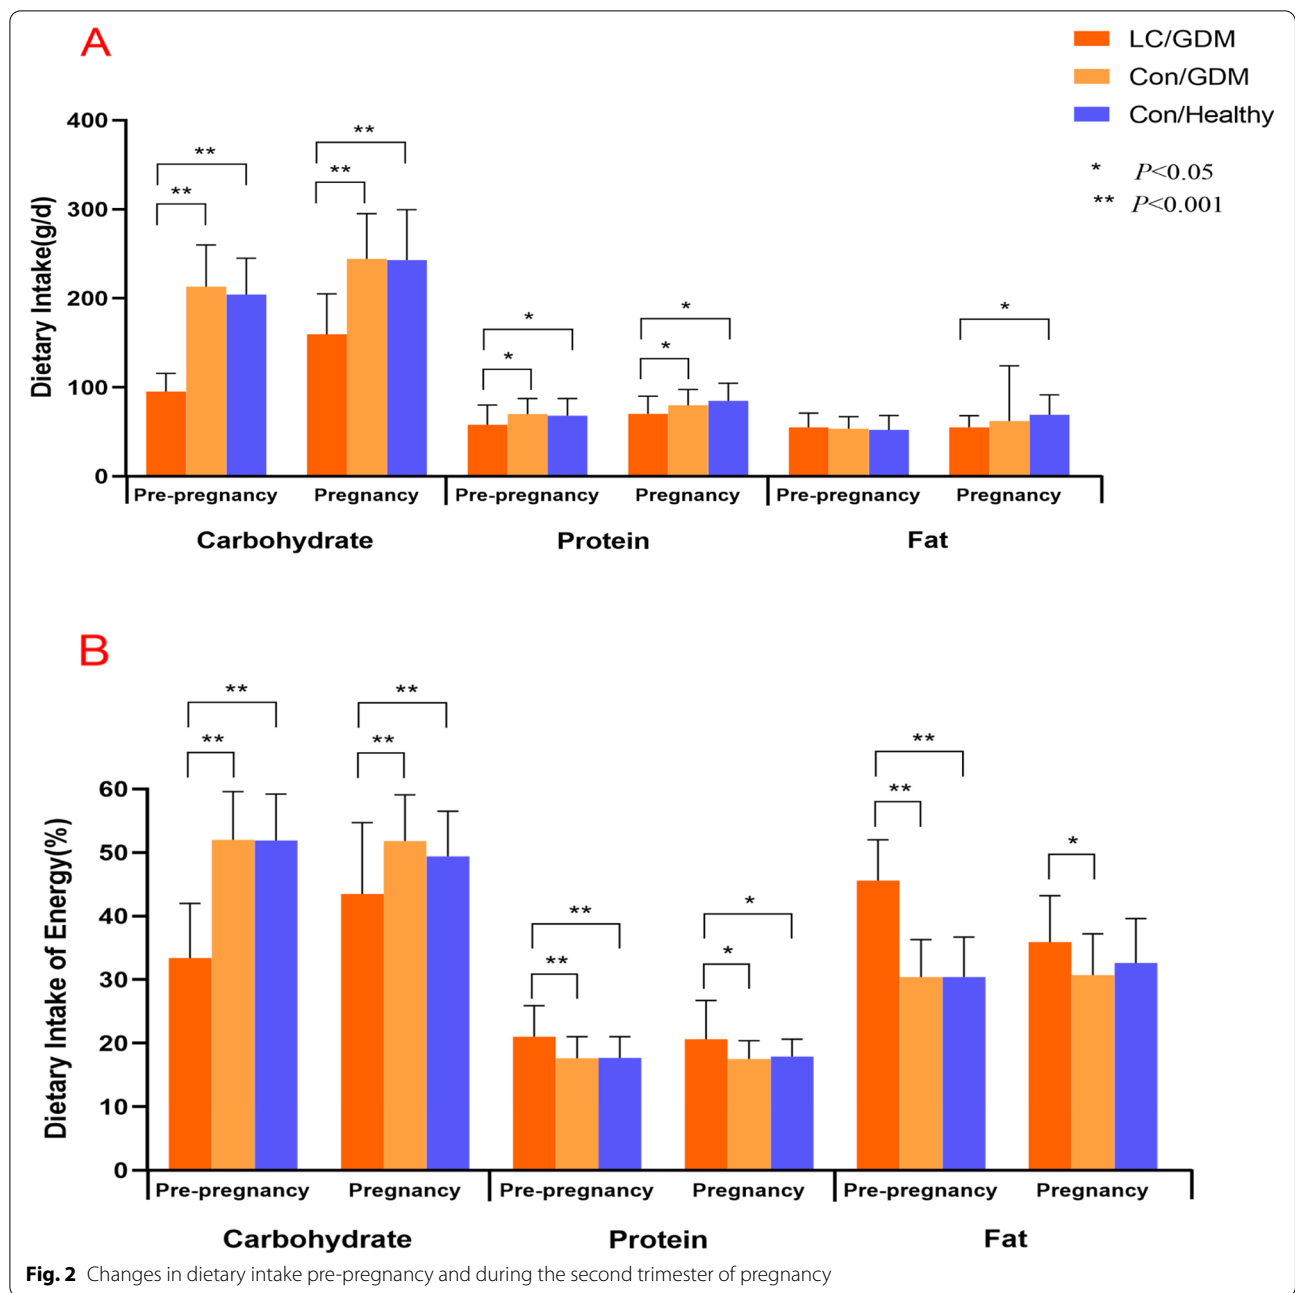 A
LC/GDM
Con/GDM
Con/Healthy
* P<0.05
** P<0.001
Dietary Intake(g/d)
400
300
200
100
0
** ** ** **
* * * * *
Pre-pregnancy Pregnancy Pre-pregnancy Pregnancy Pre-pregnancy Pregnancy
Carbohydrate Protein Fat
B
Dietary Intake of Energy(%)
60
50
40
30
20
10
0
** ** ** **
** ** * *
** ** *
Pre-pregnancy Pregnancy Pre-pregnancy Pregnancy Pre-pregnancy Pregnancy
Carbohydrate Protein Fat
Fig. 2 Changes in dietary intake pre-pregnancy and during the second trimester of pregnancy